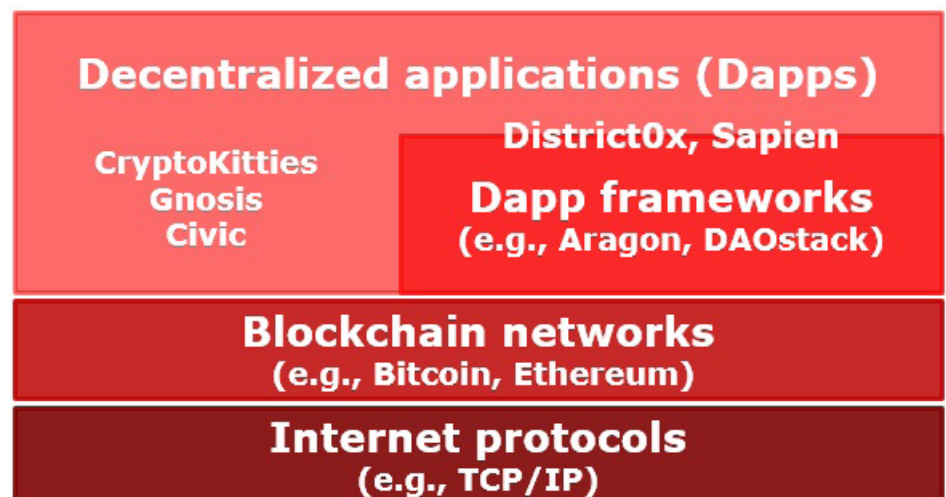 Decentralized applications (Dapps)
CryptoKitties
Gnosis
Civic
District0x, Sapien
Dapp frameworks
(e.g., Aragon, DAOstack)
Blockchain networks
(e.g., Bitcoin, Ethereum)
Internet protocols
(e.g., TCP/IP)